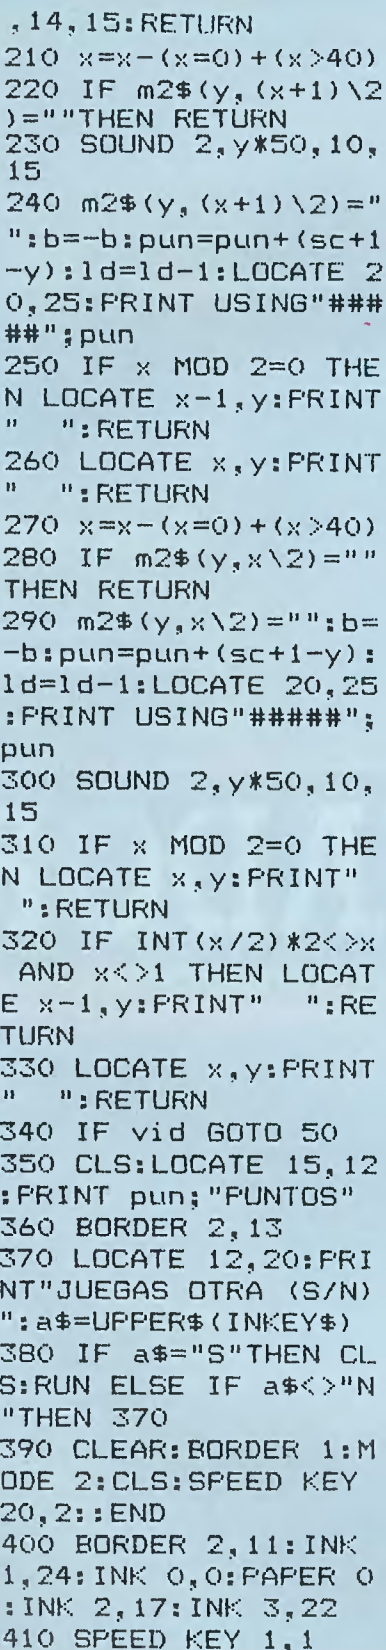 ,14,15:RETURN
210 x=x-(x=0)+(x>40)
220 IF m2$(y,(x+1)\2
)=""THEN RETURN
230 SOUND 2,y*50,10,
15
240 m2$(y,(x+1)\2)="
":b=-b:pun=pun+(sc+1
-y):ld=ld-1:LOCATE 2
0,25:PRINT USING"###
##";pun
250 IF x MOD 2=0 THE
N LOCATE x-1,y:PRINT
"  ":RETURN
260 LOCATE x,y:PRINT
"  ":RETURN
270 x=x-(x=0)+(x>40)
280 IF m2$(y,x\2)=""
THEN RETURN
290 m2$(y,x\2)="":b=
-b:pun=pun+(sc+1-y):
ld=ld-1:LOCATE 20,25
:PRINT USING"#####";
pun
300 SOUND 2,y*50,10,
15
310 IF x MOD 2=0 THE
N LOCATE x,y:PRINT"
 ":RETURN
320 IF INT(x/2)*2<>x
 AND x<>1 THEN LOCAT
E x-1,y:PRINT"  ":RE
TURN
330 LOCATE x,y:PRINT
"  ":RETURN
340 IF vid GOTO 50
350 CLS:LOCATE 15,12
:PRINT pun;"PUNTOS"
360 BORDER 2,13
370 LOCATE 12,20:PRI
NT"JUEGAS OTRA (S/N)
":a$=UPPER$(INKEY$)
380 IF a$="S"THEN CL
S:RUN ELSE IF a$<>"N
"THEN 370
390 CLEAR:BORDER 1:M
ODE 2:CLS:SPEED KEY
20,2::END
400 BORDER 2,11:INK
1,24:INK 0,0:PAPER 0
:INK 2,17:INK 3,22
410 SPEED KEY 1,1